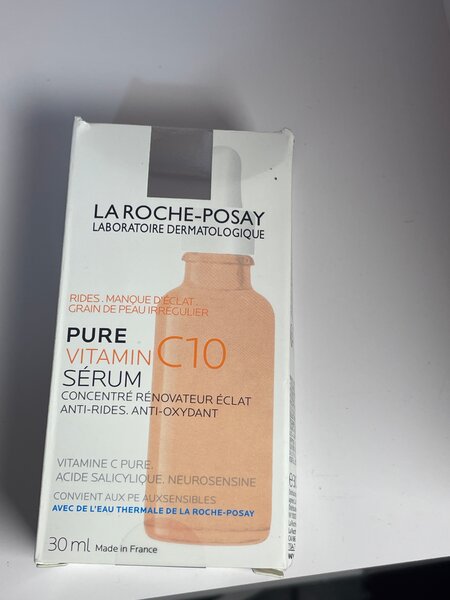 LA ROCHE-POSAY
LABORATOIRE DERMATOLOGIQUE
RIDES. MANQUE D'ÉCLAT.
GRAIN DE PEAU IRRÉGULIER
PURE
VITAMIN C10
SÉRUM
CONCENTRÉ RÉNOVATEUR ÉCLAT
ANTI-RIDES. ANTI-OXYDANT
VITAMINE C PURE,
ACIDE SALICYLIQUE, NEUROSENSINE
CONVIENT AUX PE AUXSENSIBLES
AVEC DE L'EAU THERMALE DE LA ROCHE-POSAY
30 ml Made in France